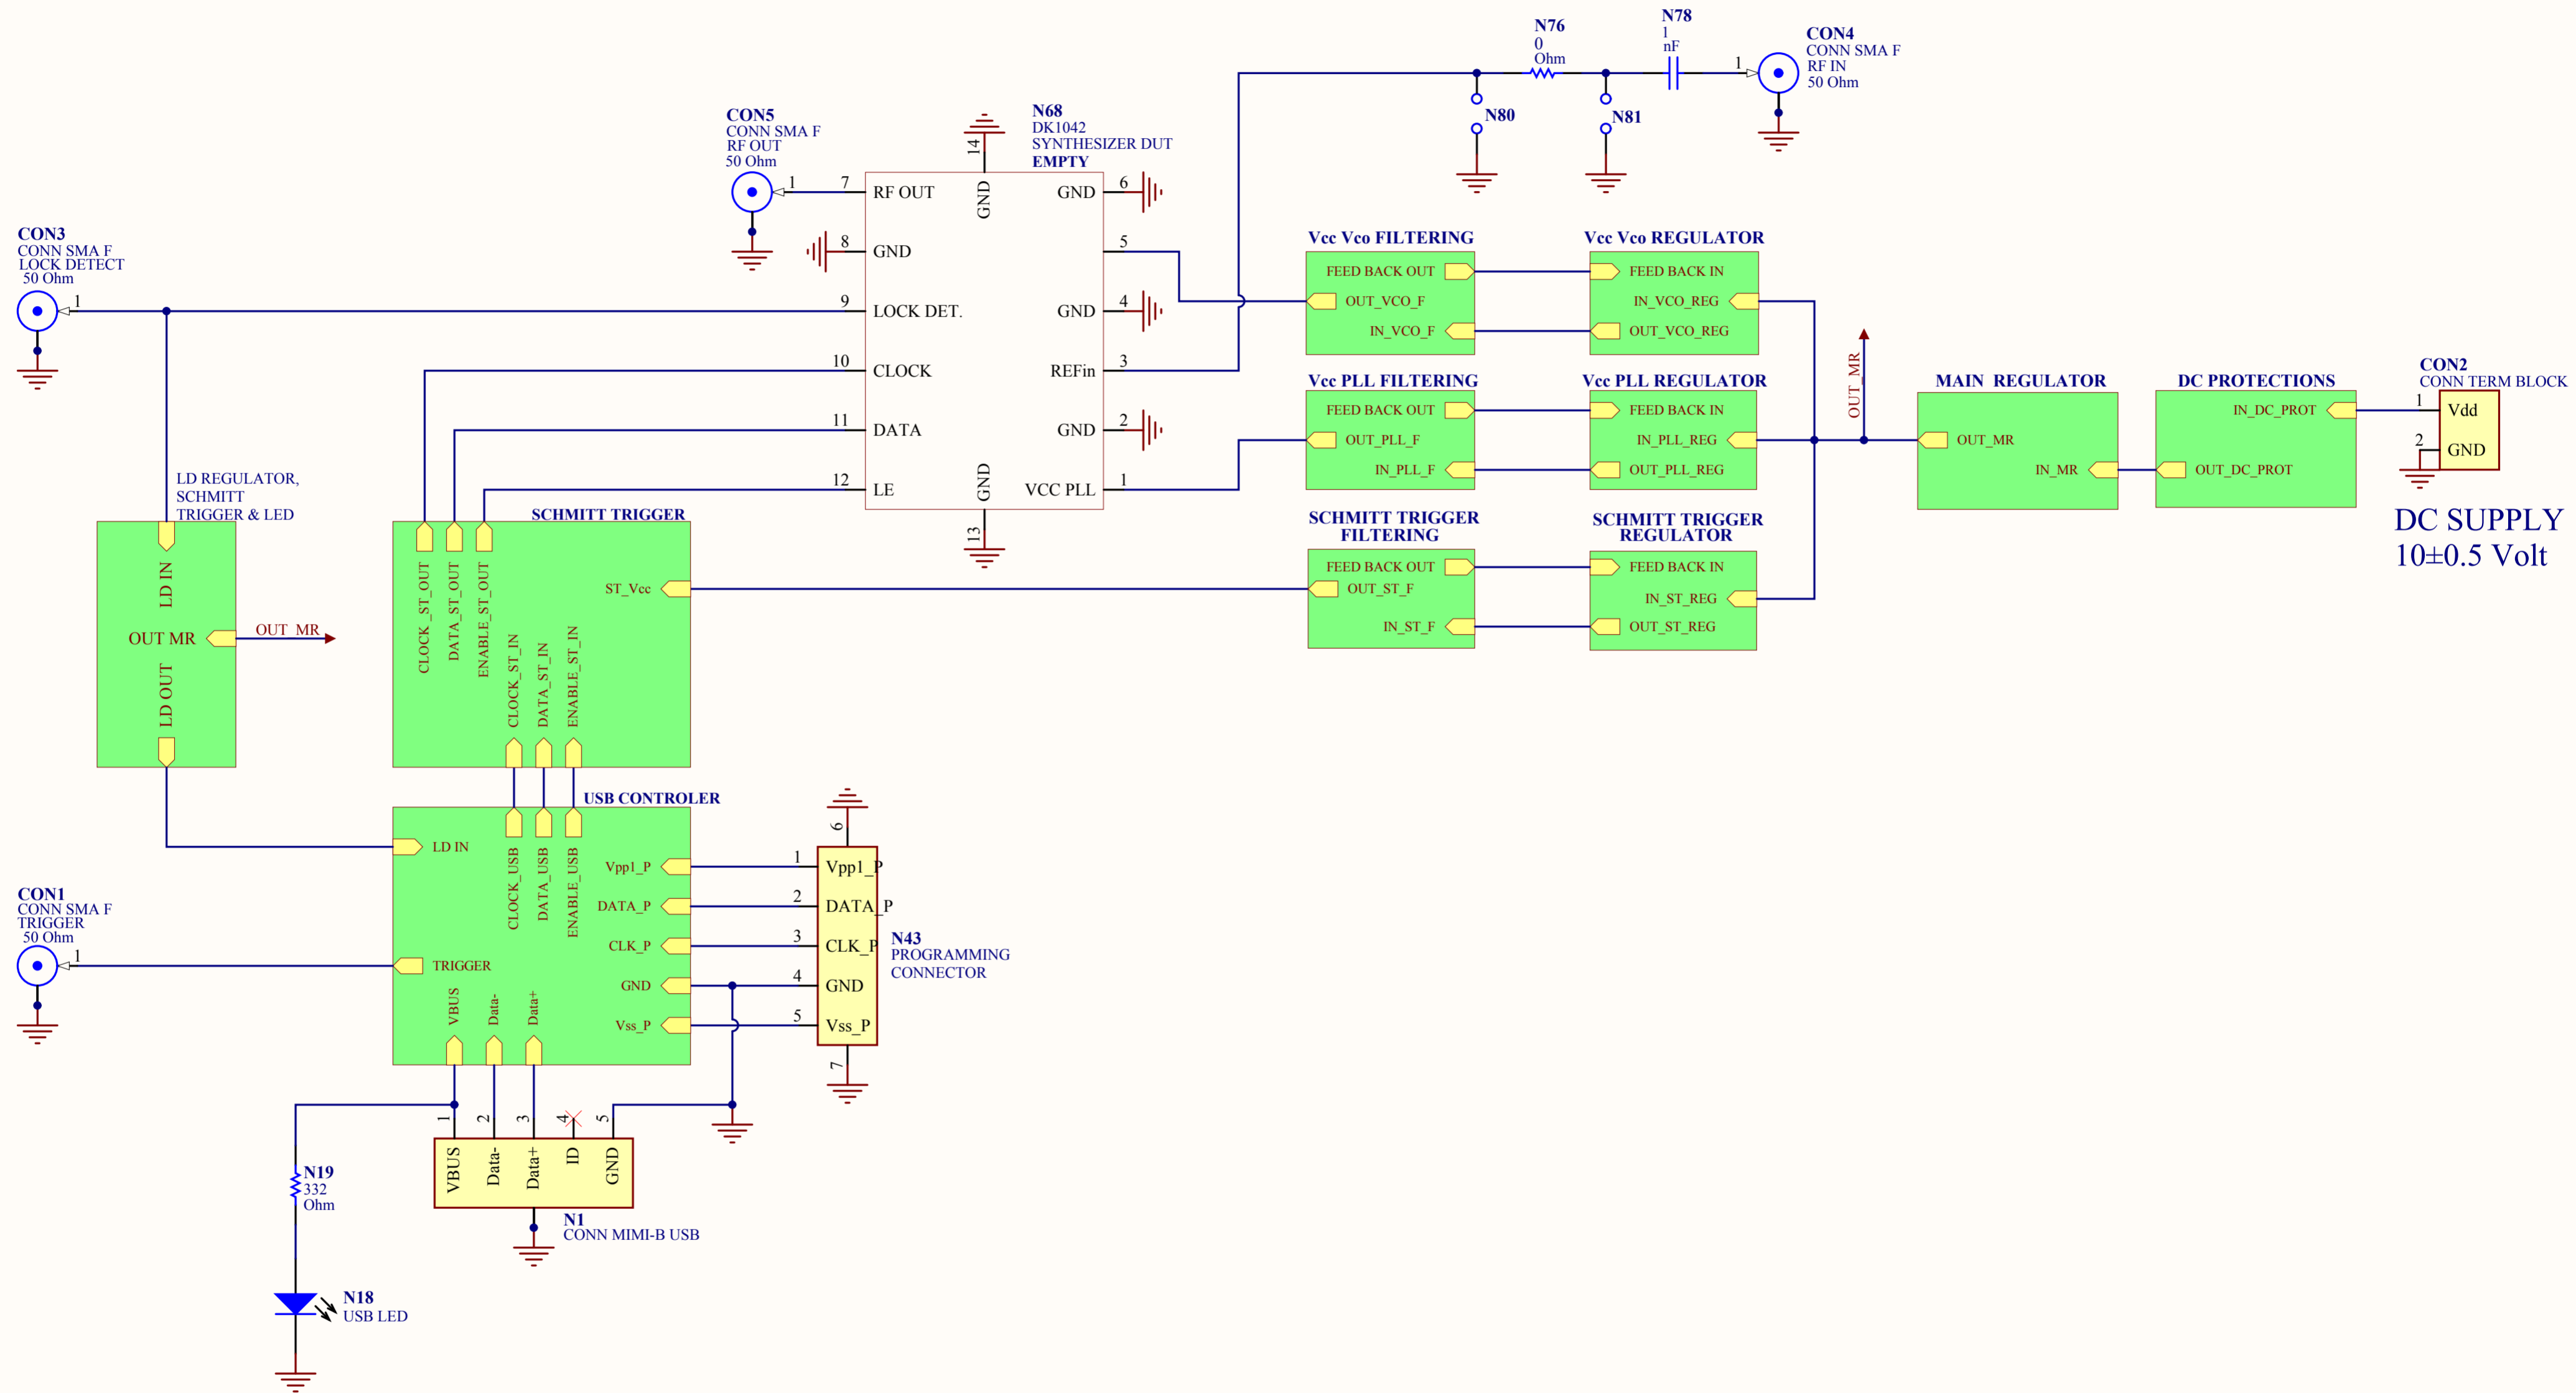 N76
0
Ohm
N78
1
nF
1
CON4
CONN SMA F
RF IN
50 Ohm
N80
N81
CON5
CONN SMA F
RF OUT
50 Ohm
1
N68
DK1042
SYNTHESIZER DUT
EMPTY
14
GND
7
RF OUT
GND
6
8
GND
5
9
LOCK DET.
GND
4
10
CLOCK
REFin
3
11
DATA
GND
2
12
LE
GND
VCC PLL
1
13
CON3
CONN SMA F
LOCK DETECT
50 Ohm
1
Vcc Vco FILTERING
FEED BACK OUT
OUT_VCO_F
IN_VCO_F
Vcc Vco REGULATOR
FEED BACK IN
IN_VCO_REG
OUT_VCO_REG
Vcc PLL FILTERING
FEED BACK OUT
OUT_PLL_F
IN_PLL_F
Vcc PLL REGULATOR
FEED BACK IN
IN_PLL_REG
OUT_PLL_REG
SCHMITT TRIGGER
FILTERING
FEED BACK OUT
OUT_ST_F
IN_ST_F
SCHMITT TRIGGER
REGULATOR
FEED BACK IN
IN_ST_REG
OUT_ST_REG
OUT_MR
MAIN REGULATOR
OUT_MR
IN_MR
DC PROTECTIONS
IN_DC_PROT
OUT_DC_PROT
CON2
CONN TERM BLOCK
1
Vdd
2
GND
DC SUPPLY
10±0.5 Volt
LD REGULATOR,
SCHMITT
TRIGGER & LED
LD IN
OUT MR
OUT_MR
LD OUT
SCHMITT TRIGGER
CLOCK_ST_OUT
DATA_ST_OUT
ENABLE_ST_OUT
ST_Vcc
CLOCK_ST_IN
DATA_ST_IN
ENABLE_ST_IN
USB CONTROLER
LD IN
CLOCK_USB
DATA_USB
ENABLE_USB
Vpp1_P
DATA_P
CLK_P
GND
Vss_P
TRIGGER
VBUS
Data-
Data+
CON1
CONN SMA F
TRIGGER
50 Ohm
1
6
1
Vpp1_P
2
DATA_P
3
CLK_P
4
GND
5
Vss_P
7
N43
PROGRAMMING
CONNECTOR
1
2
3
4
5
VBUS
Data-
Data+
ID
GND
N1
CONN MIMI-B USB
N19
332
Ohm
N18
USB LED